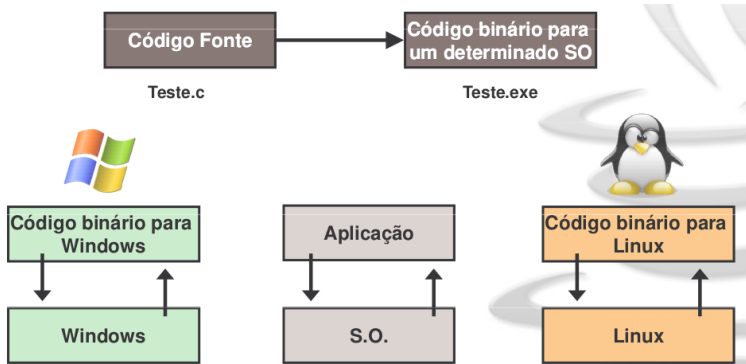 Código Fonte
Código binário para
um determinado SO
Teste.c
Teste.exe
Código binário para
Windows
Aplicação
Código binário para
Linux
Windows
S.O.
Linux